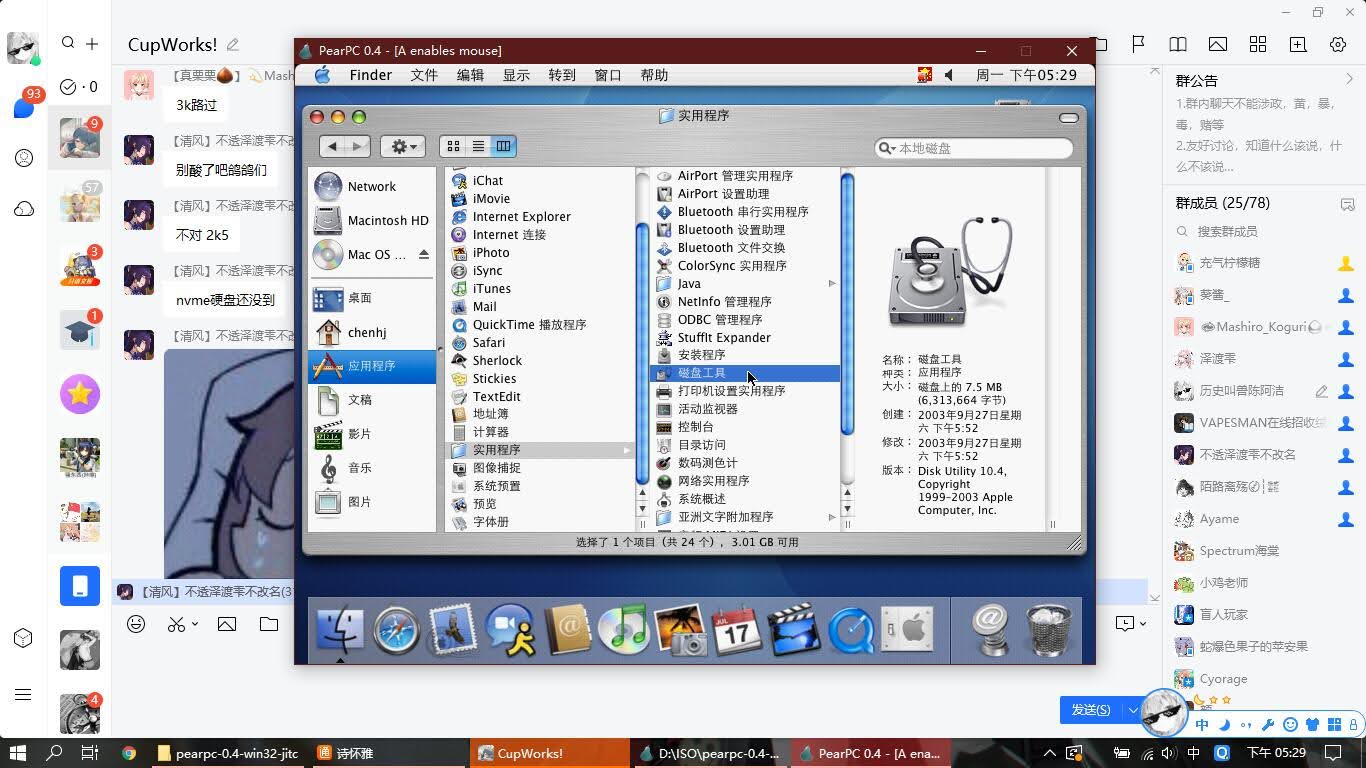 CupWorks!
PearPC 0.4 - [A enables mouse]
Finder 文件 编辑 显示 转到 窗口 帮助
周一 下午05:29
93
0
9
57
3
1
4
【真栗栗🌰】💫Mash
3k路过
【清风】不透泽渡雫不改
别酸了吧鸽鸽们
【清风】不透泽渡雫不改
不对 2k5
【清风】不透泽渡雫不改
nvme硬盘还没到
【清风】不透泽渡雫不改
【清风】不透泽渡雫不改名(3
实用程序
本地磁盘
Network
Macintosh HD
Mac OS ...
桌面
chenhj
应用程序
文稿
影片
音乐
图片
iChat
iMovie
Internet Explorer
Internet 连接
iPhoto
iSync
iTunes
Mail
QuickTime 播放程序
Safari
Sherlock
Stickies
TextEdit
地址簿
计算器
实用程序
图像捕捉
系统预置
预览
字体册
AirPort 管理实用程序
AirPort 设置助理
Bluetooth 串行实用程序
Bluetooth 设置助理
Bluetooth 文件交换
ColorSync 实用程序
Java
NetInfo 管理程序
ODBC 管理程序
StuffIt Expander
安装程序
磁盘工具
打印机设置实用程序
活动监视器
控制台
目录访问
数码测色计
网络实用程序
系统概述
亚洲文字附加程序
名称： 磁盘工具
种类： 应用程序
大小： 磁盘上的 7.5 MB
(6,313,664 字节)
创建： 2003年9月27日星期
六 下午5:52
修改： 2003年9月27日星期
六 下午5:52
版本： Disk Utility 10.4,
Copyright
1999-2003 Apple
Computer, Inc.
选择了 1 个项目（共 24 个），3.01 GB 可用
JUL
17
群公告
1.群内聊天不能涉政，黄，暴，
毒，赌等
2.友好讨论，知道什么该说，什
么不该说...
群成员 (25/78)
搜索群成员
充气柠檬糖
葵醬_
Mashiro_Koguri
泽渡雫
历史叫兽陈阿洁
VAPESMAN在线招收
不透泽渡雫不改名
Ayame
Spectrum海棠
小鸡老师
盲人玩家
蛇爆色果子的苹安果
Cyorage
发送(S)
中
pearpc-0.4-win32-jitc
诗怀雅
CupWorks!
D:\ISO\pearpc-0.4-...
PearPC 0.4 - [A ena...
中
下午 05:29